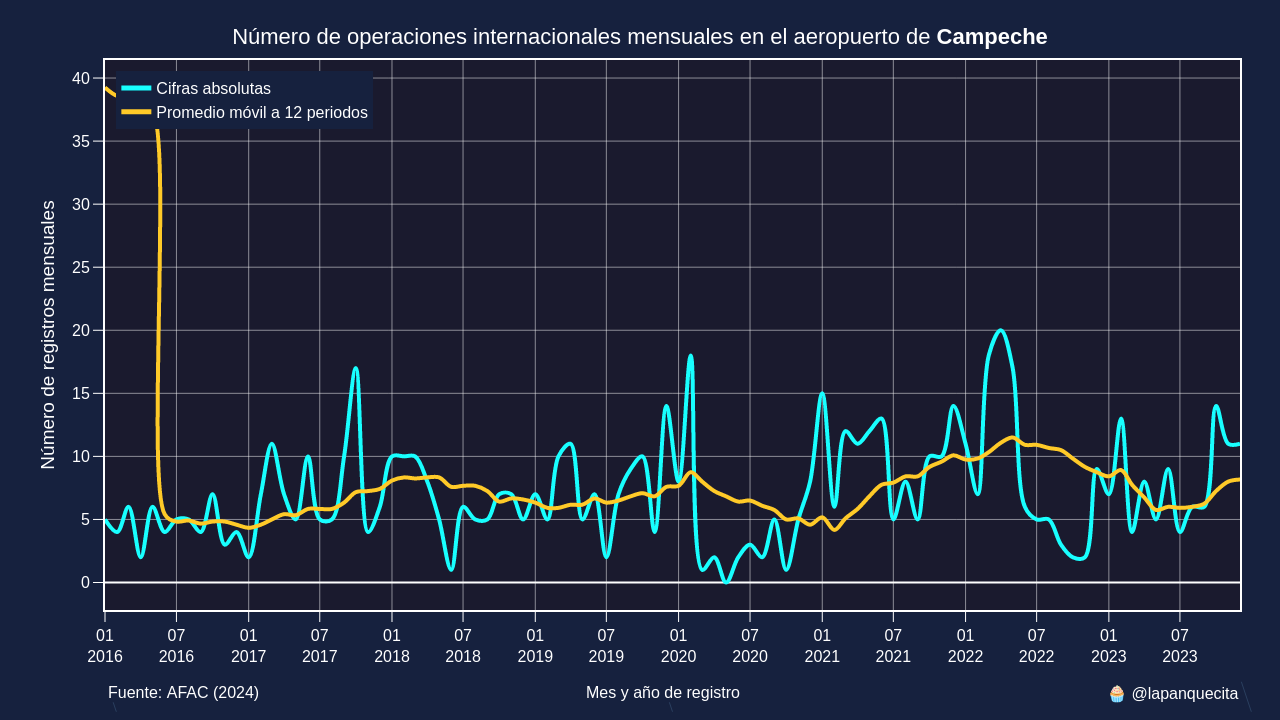 Número de operaciones internacionales mensuales en el aeropuerto de Campeche
Cifras absolutas
Promedio móvil a 12 periodos
Número de registros mensuales
40
35
30
25
20
15
10
5
0
01 07 01 07 01 07 01 07 01 07 01 07 01 07 01 07
2016 2016 2017 2017 2018 2018 2019 2019 2020 2020 2021 2021 2022 2022 2023 2023
Fuente: AFAC (2024) Mes y año de registro 🧁 @lapanquecita